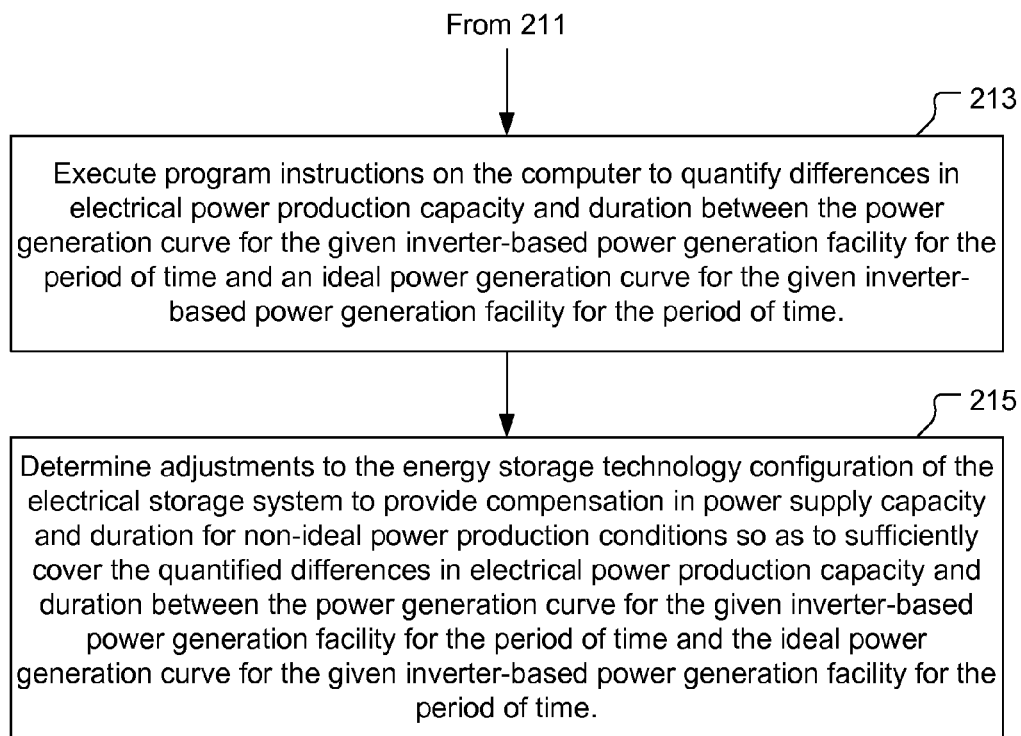 From 211
213
Execute program instructions on the computer to quantify differences in
electrical power production capacity and duration between the power
generation curve for the given inverter-based power generation facility for the
period of time and an ideal power generation curve for the given inverter-
based power generation facility for the period of time.
215
Determine adjustments to the energy storage technology configuration of the
electrical storage system to provide compensation in power supply capacity
and duration for non-ideal power production conditions so as to sufficiently
cover the quantified differences in electrical power production capacity and
duration between the power generation curve for the given inverter-based
power generation facility for the period of time and the ideal power
generation curve for the given inverter-based power generation facility for the
period of time.